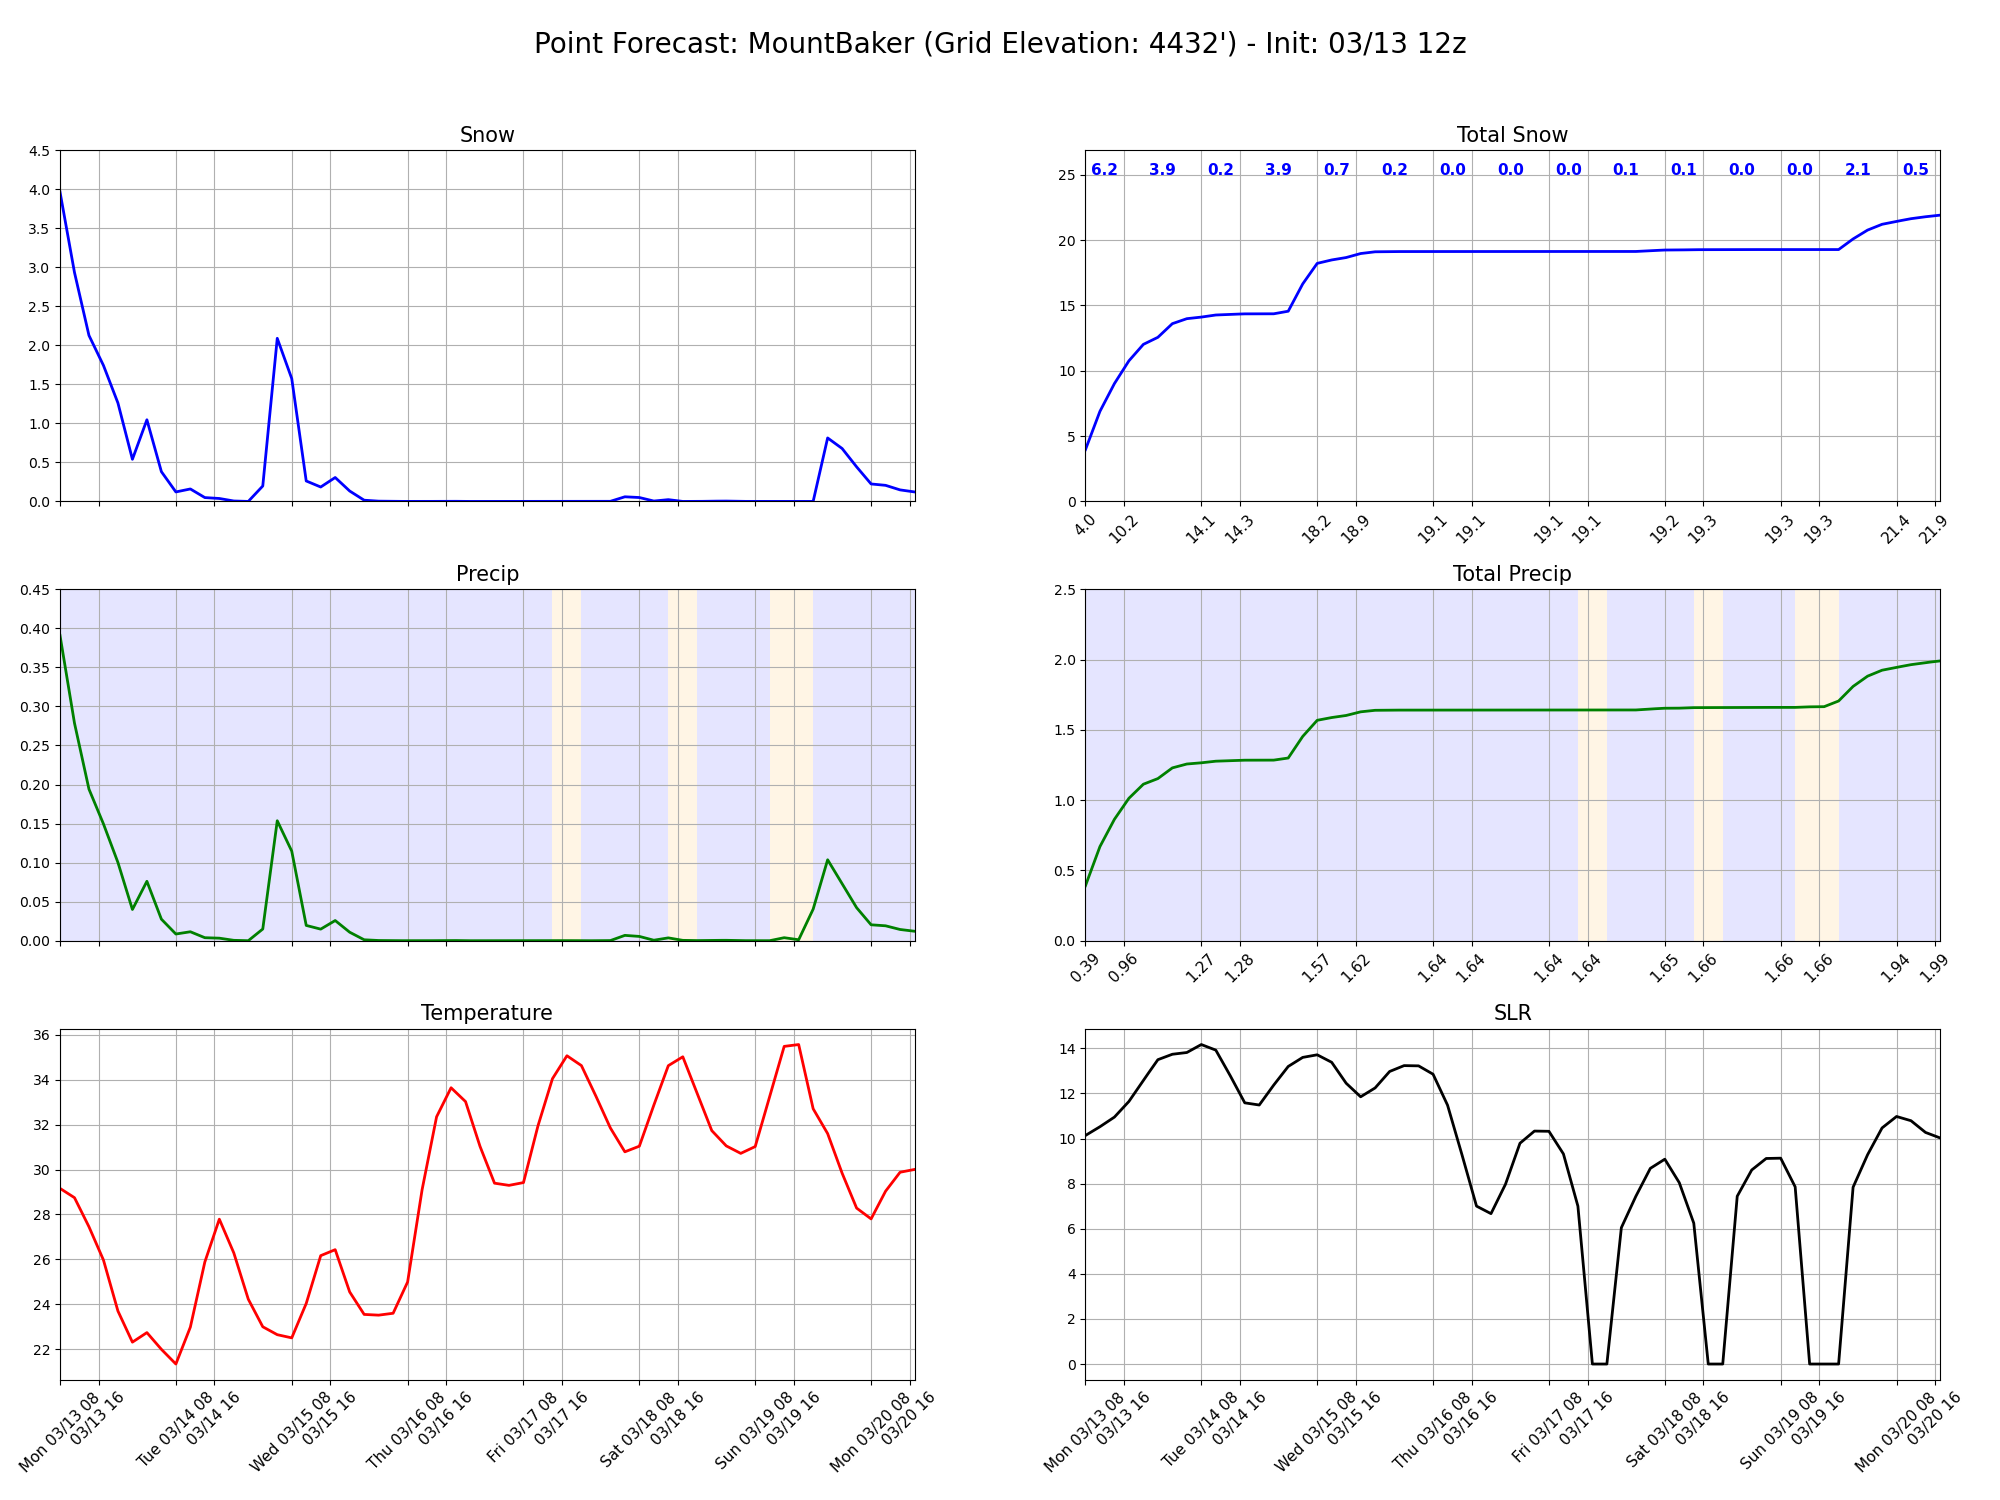 Point Forecast: MountBaker (Grid Elevation: 4432') - Init: 03/13 12z
Snow
4.5
4.0
3.5
3.0
2.5
2.0
1.5
1.0
0.5
0.0
Total Snow
6.2 3.9 0.2 3.9 0.7 0.2 0.0 0.0 0.0 0.1 0.1 0.0 0.0 2.1 0.5
25
20
15
10
5
0
4.0 10.2 14.1 14.3 18.2 18.9 19.1 19.1 19.1 19.1 19.2 19.3 19.3 19.3 21.4 21.9
Precip
0.45
0.40
0.35
0.30
0.25
0.20
0.15
0.10
0.05
0.00
Total Precip
2.5
2.0
1.5
1.0
0.5
0.0
0.39 0.96 1.27 1.28 1.57 1.62 1.64 1.64 1.64 1.64 1.65 1.66 1.66 1.66 1.94 1.99
Temperature
36
34
32
30
28
26
24
22
Mon 03/13 08
03/13 16
Tue 03/14 08
03/14 16
Wed 03/15 08
03/15 16
Thu 03/16 08
03/16 16
Fri 03/17 08
03/17 16
Sat 03/18 08
03/18 16
Sun 03/19 08
03/19 16
Mon 03/20 08
03/20 16
SLR
14
12
10
8
6
4
2
0
Mon 03/13 08
03/13 16
Tue 03/14 08
03/14 16
Wed 03/15 08
03/15 16
Thu 03/16 08
03/16 16
Fri 03/17 08
03/17 16
Sat 03/18 08
03/18 16
Sun 03/19 08
03/19 16
Mon 03/20 08
03/20 16